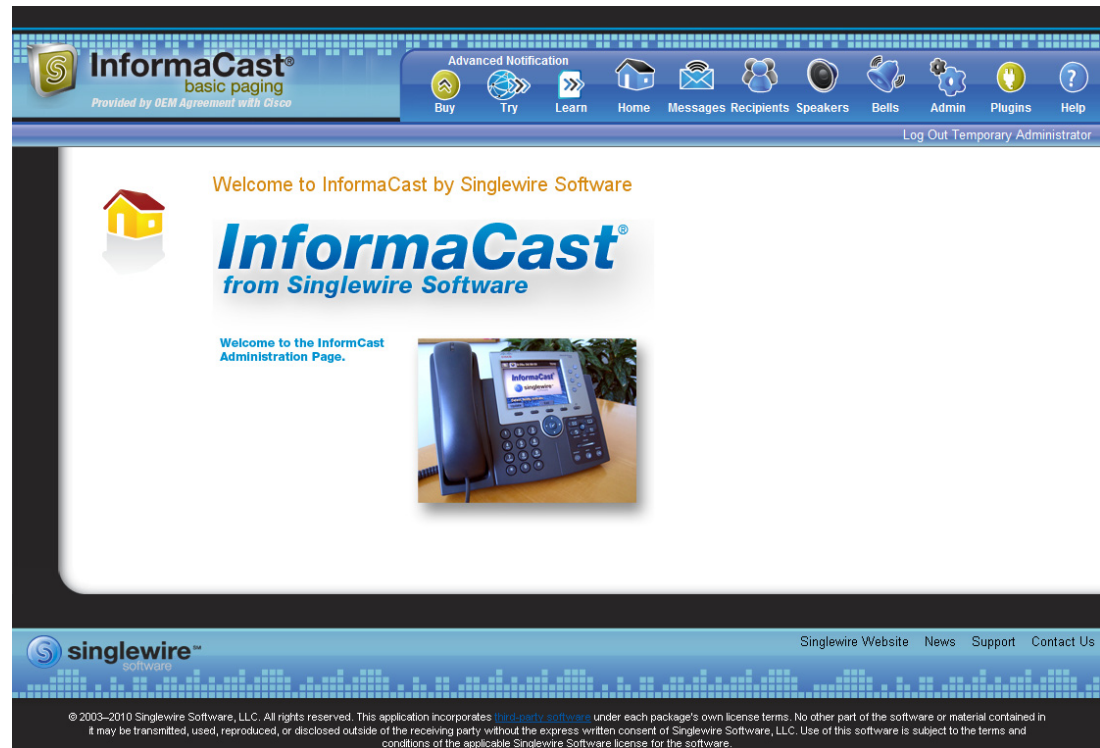 InformaCast®
basic paging
Provided by OEM Agreement with Cisco
Advanced Notification
Buy Try Learn Home Messages Recipients Speakers Bells Admin Plugins Help
Log Out Temporary Administrator
Welcome to InformaCast by Singlewire Software
InformaCast®
from Singlewire Software
Welcome to the InformCast
Administration Page.
InformaCast
singlewire
singlewire℠
software
Singlewire Website News Support Contact Us
© 2003–2010 Singlewire Software, LLC. All rights reserved. This application incorporates third-party software under each package's own license terms. No other part of the software or material contained in
it may be transmitted, used, reproduced, or disclosed outside of the receiving party without the express written consent of Singlewire Software, LLC. Use of this software is subject to the terms and
conditions of the applicable Singlewire Software license for the software.